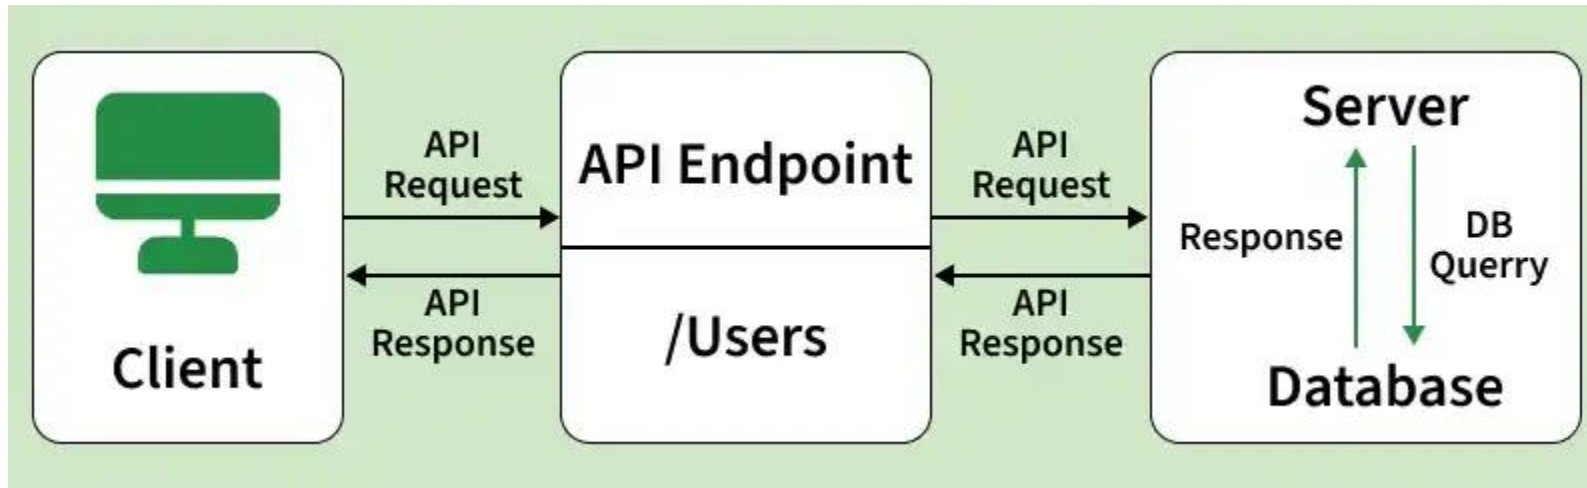 Client
API
Request
API
Response
API Endpoint
/Users
API
Request
API
Response
Server
Response
DB
Querry
Database